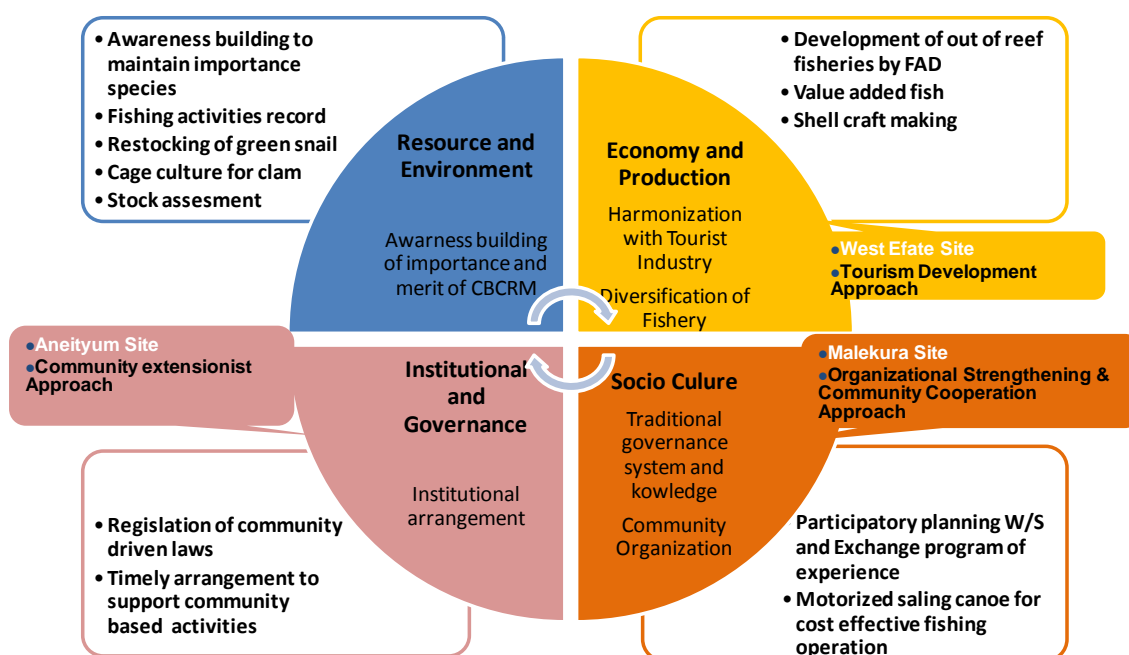 • Awareness building to
maintain importance
species
• Fishing activities record
• Restocking of green snail
• Cage culture for clam
• Stock assesment
• Development of out of reef
fisheries by FAD
• Value added fish
• Shell craft making
Resource and
Environment
Awarness building
of importance and
merit of CBCRM
Economy and
Production
Harmonization
with Tourist
Industry
Diversification of
Fishery
•West Efate Site
•Tourism Development
Approach
•Aneityum Site
•Community extensionist
Approach
Institutional
and
Governance
Institutional
arrangement
Socio Culure
Traditional
governance
system and
kowledge
Community
Organization
•Malekura Site
•Organizational Strengthening &
Community Cooperation
Approach
• Regislation of community
driven laws
• Timely arrangement to
support community
based activities
Participatory planning W/S
and Exchange program of
experience
• Motorized saling canoe for
cost effective fishing
operation